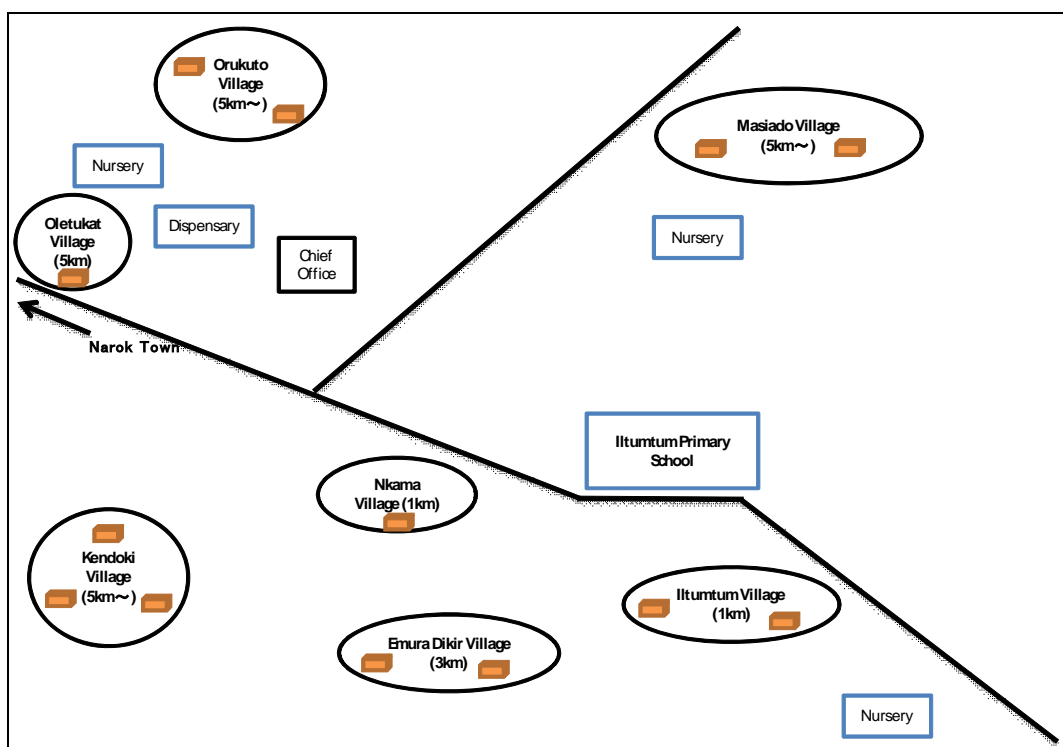 Orukuto
Village
(5km～)
Masiado Village
(5km～)
Nursery
Oletukat
Village
(5km)
Dispensary
Chief
Office
Nursery
Narok Town
Iltumtum Primary
School
Nkama
Village (1km)
Kendoki
Village
(5km～)
Iltumtum Village
(1km)
Emura Dikir Village
(3km)
Nursery